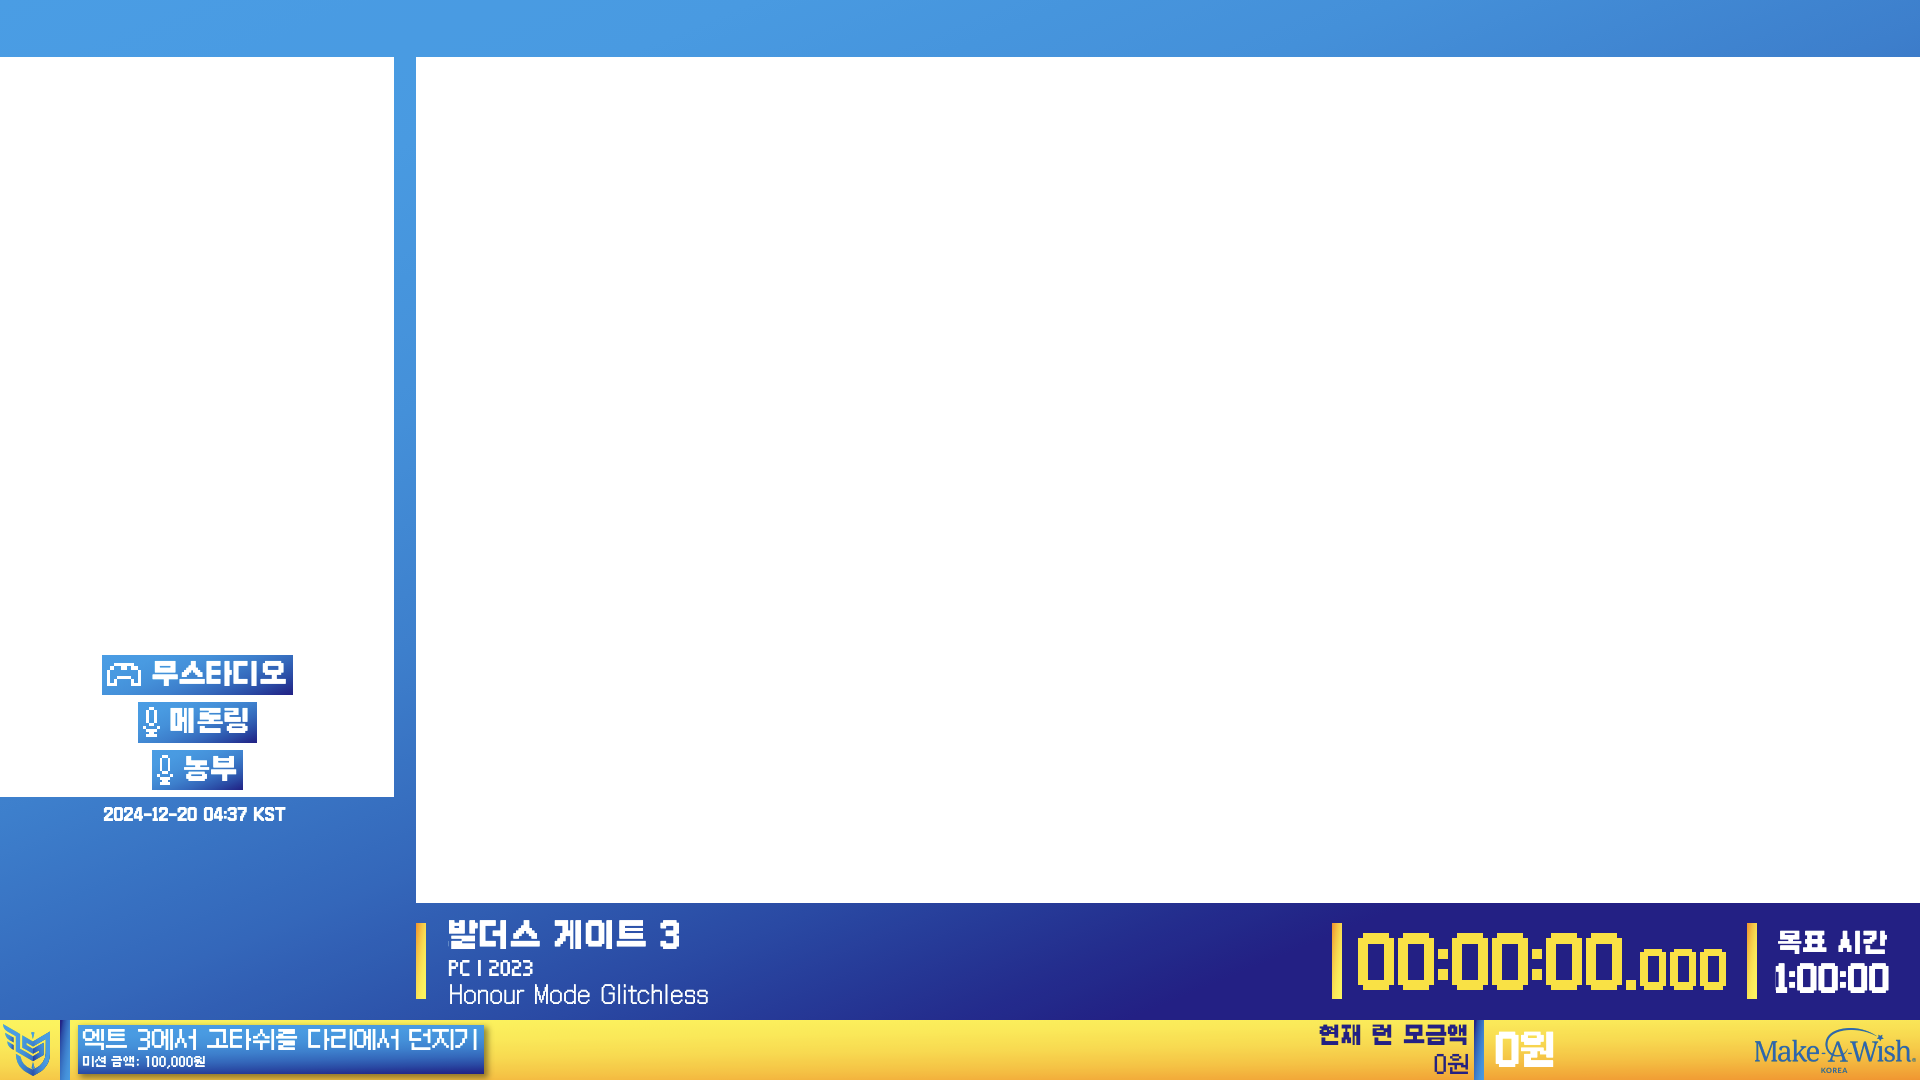 무스타디오
메론링
농부
2024-12-20 04:37 KST
발더스 게이트 3
PC | 2023
Honour Mode Glitchless
00:00:00.000
목표 시간
1:00:00
엑트 3에서 고타쉬를 다리에서 던지기
미션 금액: 100,000원
현재 런 모금액
0원
0원
Make-A-Wish®
KOREA